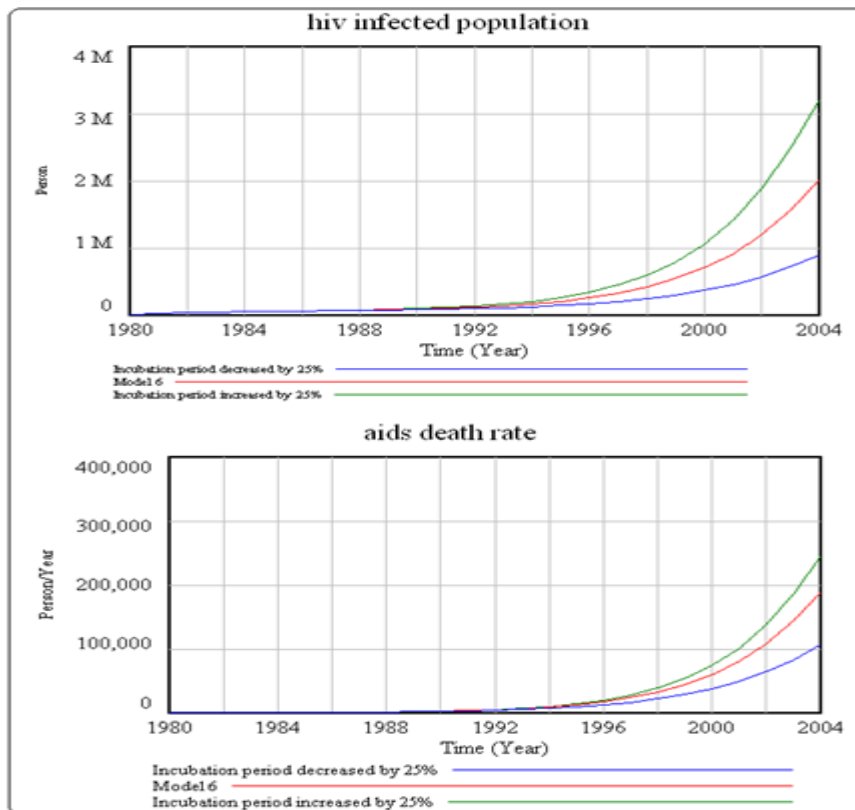 hiv infected population
4 M
3 M
2 M
1 M
0
Person
1980 1984 1988 1992 1996 2000 2004
Time (Year)
Incubation period decreased by 25%
Model 6
Incubation period increased by 25%
aids death rate
400,000
300,000
200,000
100,000
0
Person/Year
1980 1984 1988 1992 1996 2000 2004
Time (Year)
Incubation period decreased by 25%
Model6
Incubation period increased by 25%